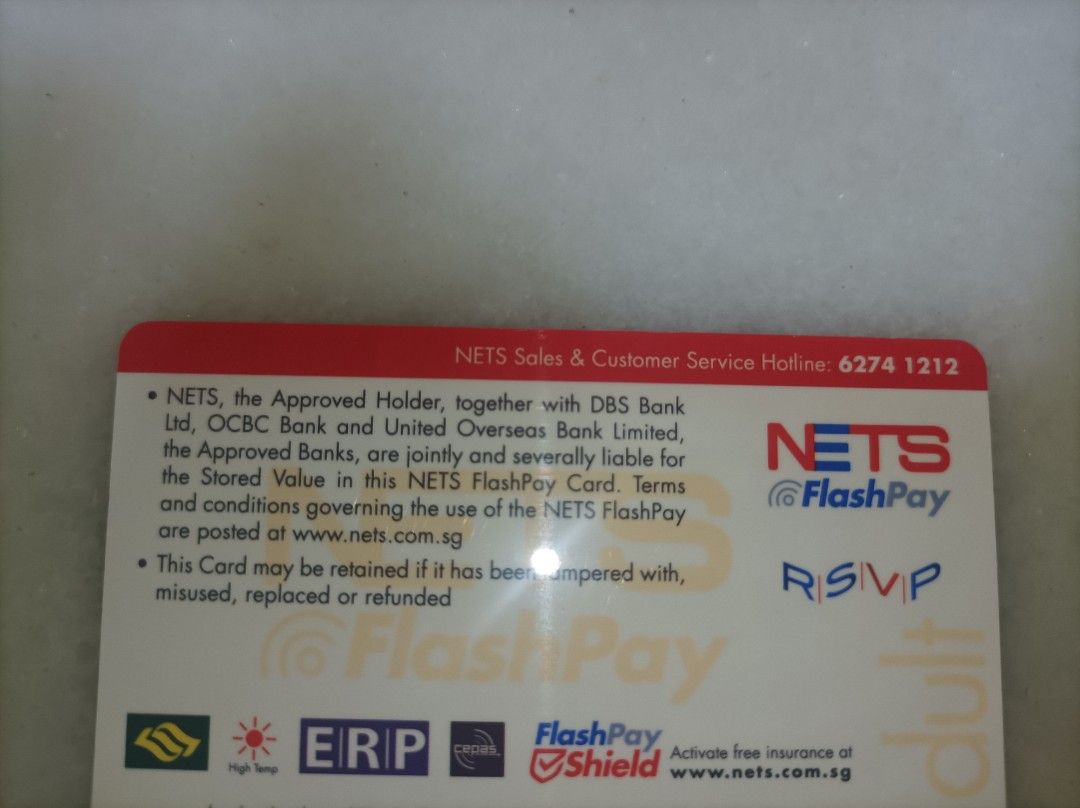 NETS Sales & Customer Service Hotline: 6274 1212
• NETS, the Approved Holder, together with DBS Bank
Ltd, OCBC Bank and United Overseas Bank Limited,
the Approved Banks, are jointly and severally liable for
the Stored Value in this NETS FlashPay Card. Terms
and conditions governing the use of the NETS FlashPay
are posted at www.nets.com.sg
• This Card may be retained if it has been tampered with,
misused, replaced or refunded
NETS
FlashPay
R|S|V|P
NETS
FlashPay
dult
High Temp
E|R|P
cepas
FlashPay
Shield
Activate free insurance at
www.nets.com.sg